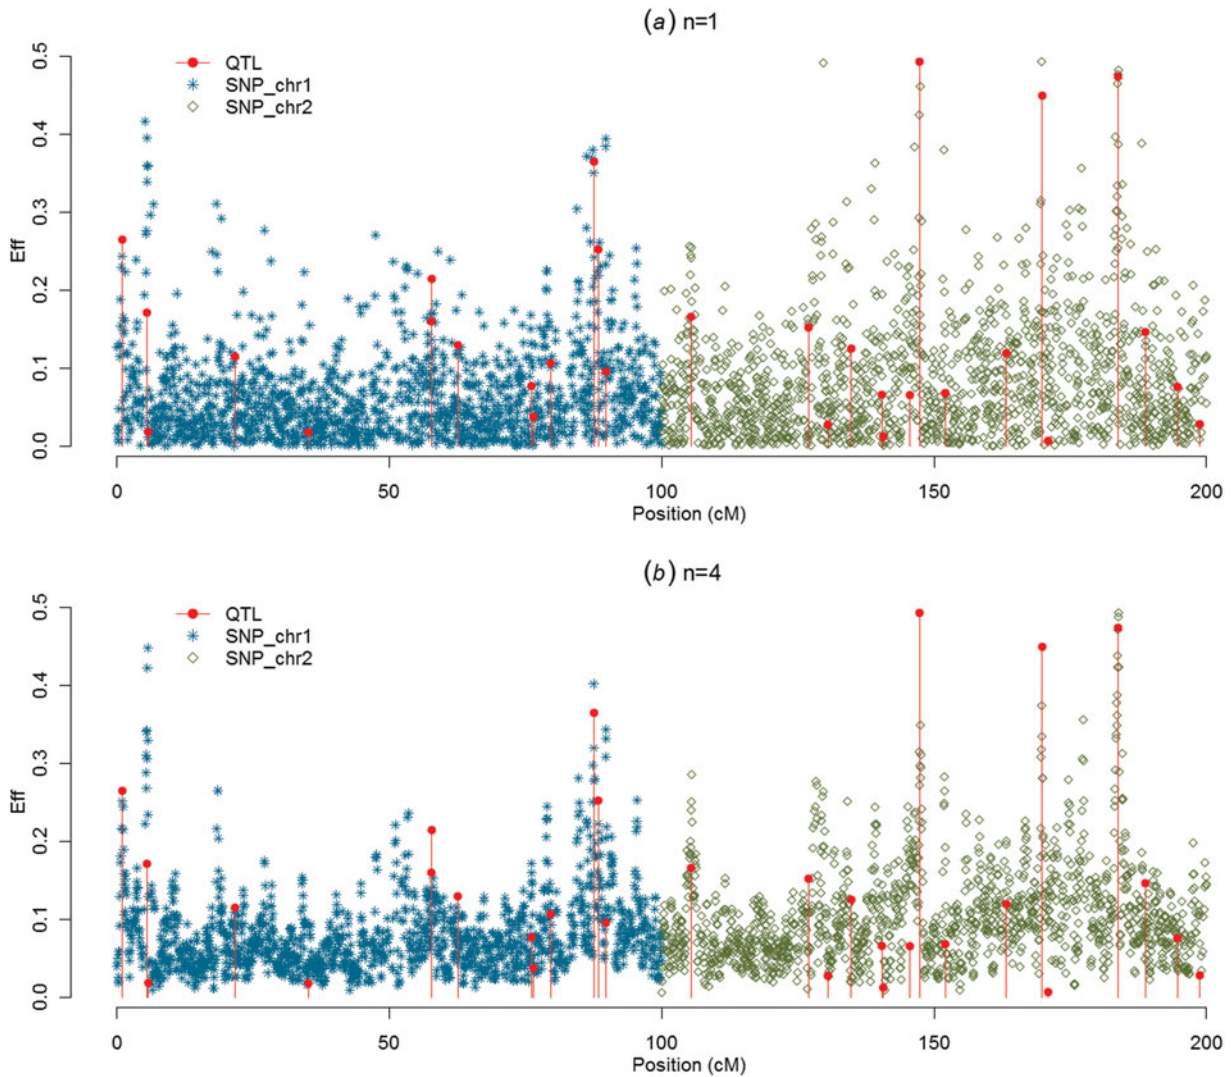 (a) n=1
0.5
0.4
0.3
0.2
0.1
0.0
Eff
QTL
SNP_chr1
SNP_chr2
0 50 100 150 200
Position (cM)
(b) n=4
0.5
0.4
0.3
0.2
0.1
0.0
Eff
QTL
SNP_chr1
SNP_chr2
0 50 100 150 200
Position (cM)